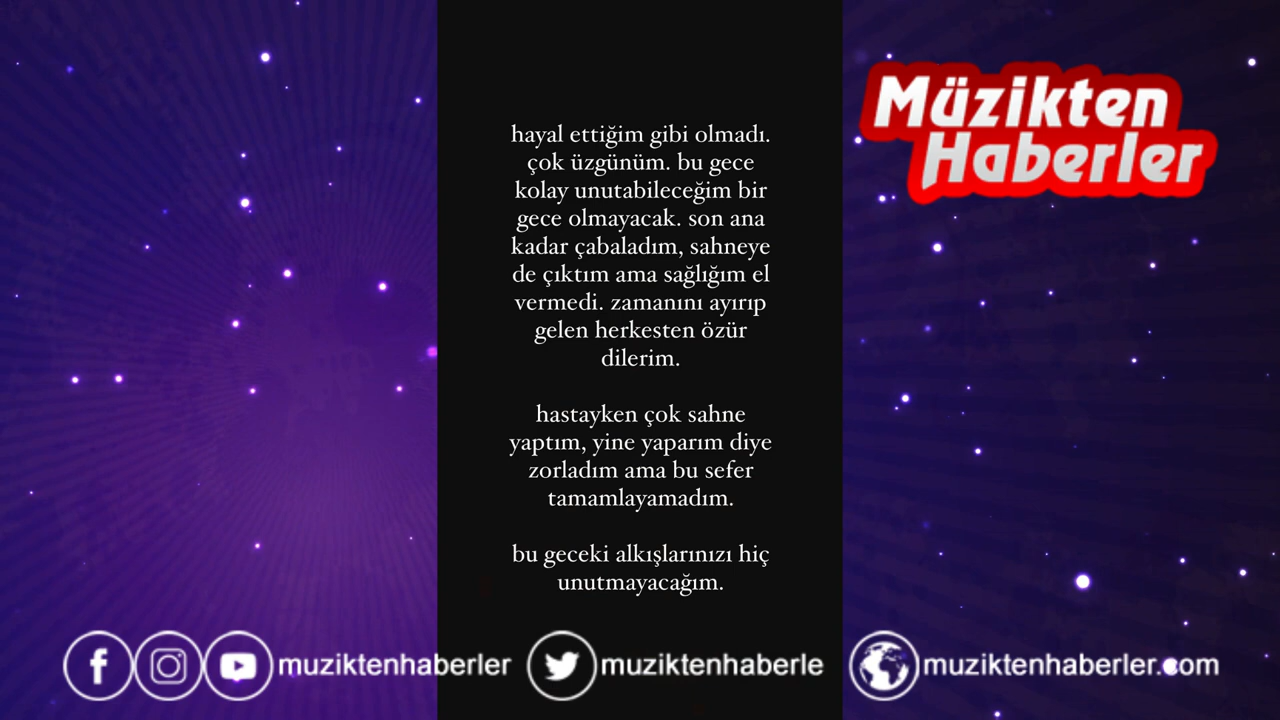 Müzikten
Haberler
hayal ettiğim gibi olmadı.
çok üzgünüm. bu gece
kolay unutabileceğim bir
gece olmayacak. son ana
kadar çabaladım, sahneye
de çıktım ama sağlığım el
vermedi. zamanını ayırıp
gelen herkesten özür
dilerim.
hastayken çok sahne
yaptım, yine yaparım diye
zorladım ama bu sefer
tamamlayamadım.
bu geceki alkışlarınızı hiç
unutmayacağım.
muziktenhaberler
muziktenhaberle
muziktenhaberler.com